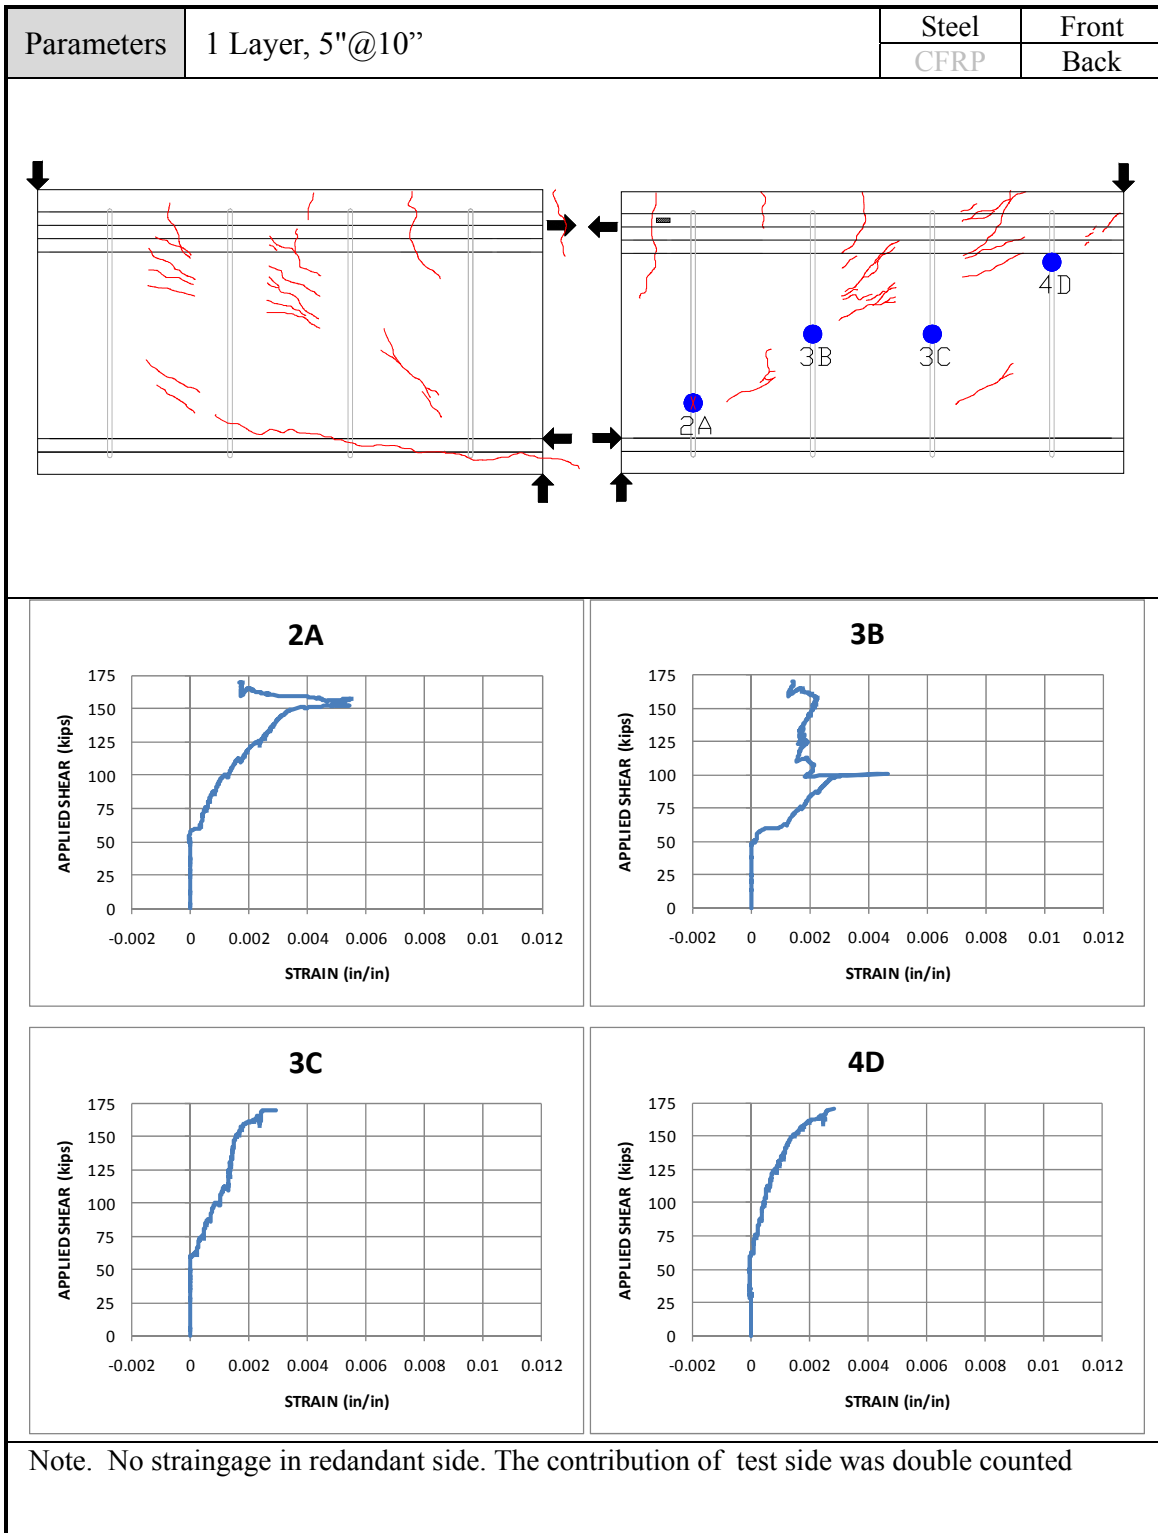 Parameters 1 Layer, 5"@10” Steel Front
CFRP Back
4D
3B 3C
2A
2A
175
150
125
100
75
50
25
0
-0.002 0 0.002 0.004 0.006 0.008 0.01 0.012
APPLIED SHEAR (kips)
STRAIN (in/in)
3B
175
150
125
100
75
50
25
0
-0.002 0 0.002 0.004 0.006 0.008 0.01 0.012
APPLIED SHEAR (kips)
STRAIN (in/in)
3C
175
150
125
100
75
50
25
0
-0.002 0 0.002 0.004 0.006 0.008 0.01 0.012
APPLIED SHEAR (kips)
STRAIN (in/in)
4D
175
150
125
100
75
50
25
0
-0.002 0 0.002 0.004 0.006 0.008 0.01 0.012
APPLIED SHEAR (kips)
STRAIN (in/in)
Note. No straingage in redandant side. The contribution of test side was double counted